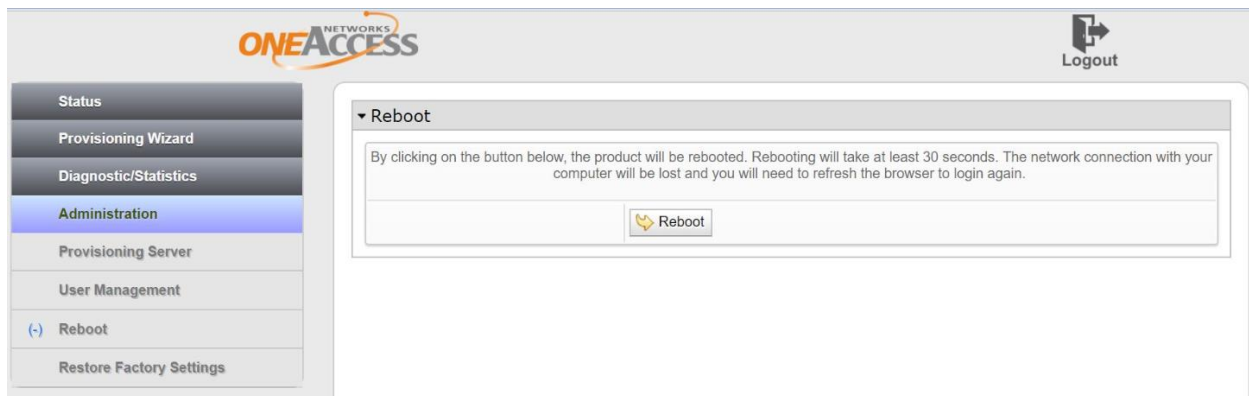 NETWORKS
ONEACCESS
Logout
Status
Provisioning Wizard
Diagnostic/Statistics
Administration
Provisioning Server
User Management
(-) Reboot
Restore Factory Settings
Reboot
By clicking on the button below, the product will be rebooted. Rebooting will take at least 30 seconds. The network connection with your
computer will be lost and you will need to refresh the browser to login again.
Reboot